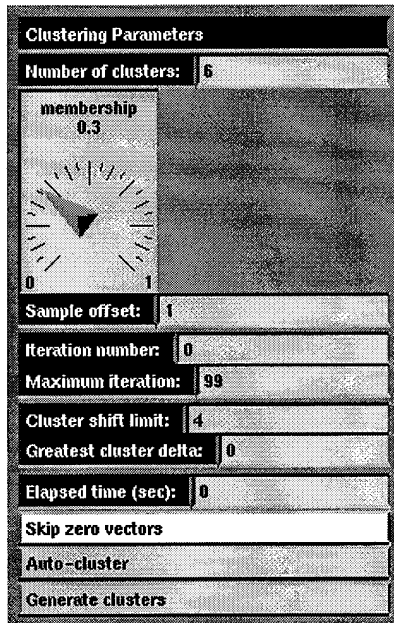 Clustering Parameters
Number of clusters: 6
membership
0.3
0 1
Sample offset: 1
Iteration number: 0
Maximum iteration: 99
Cluster shift limit: 4
Greatest cluster delta: 0
Elapsed time (sec): 0
Skip zero vectors
Auto-cluster
Generate clusters